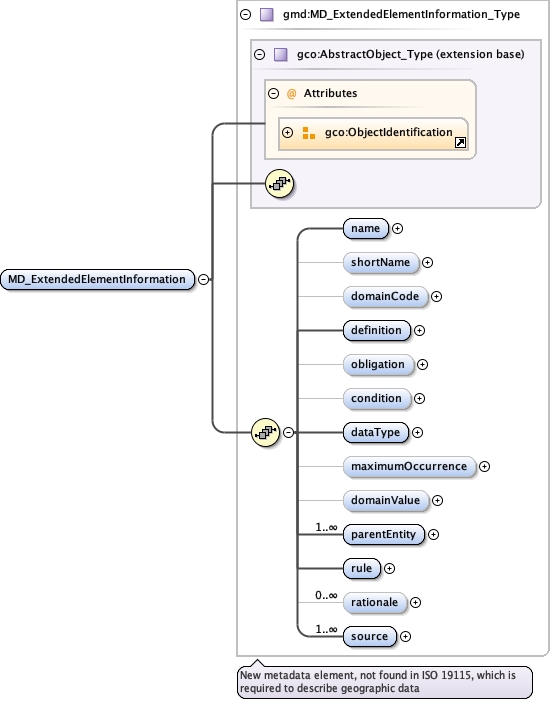 gmd:MD_ExtendedElementInformation_Type
gco:AbstractObject_Type (extension base)
@ Attributes
gco:ObjectIdentification
MD_ExtendedElementInformation
name
shortName
domainCode
definition
obligation
condition
dataType
maximumOccurrence
domainValue
1..∞ parentEntity
rule
0..∞ rationale
1..∞ source
New metadata element, not found in ISO 19115, which is
required to describe geographic data